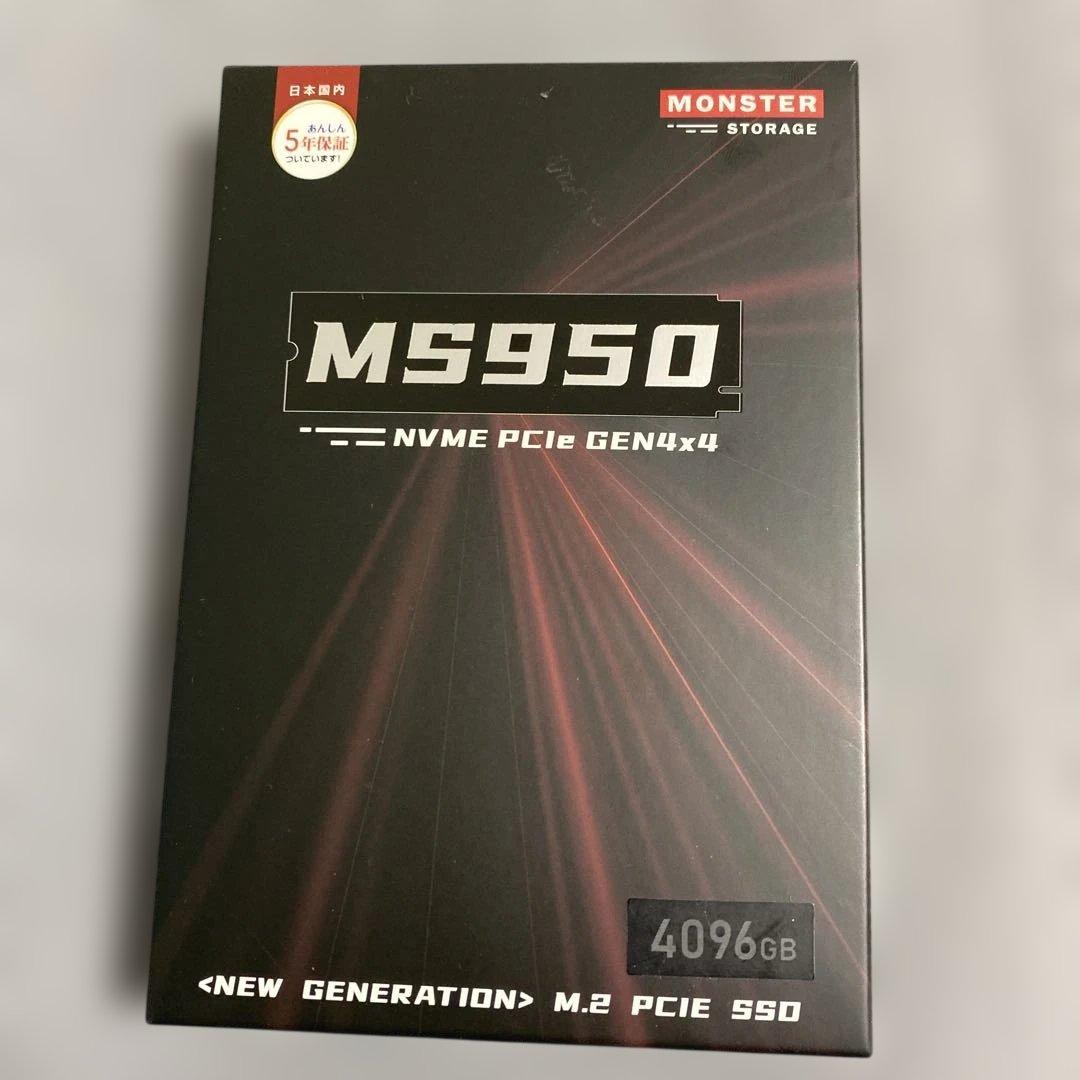 日本国内
あんしん
5年保証
ついています!
MONSTER
STORAGE
MS950
NVME PCIe GEN4x4
4096GB
<NEW GENERATION> M.2 PCIE SSD